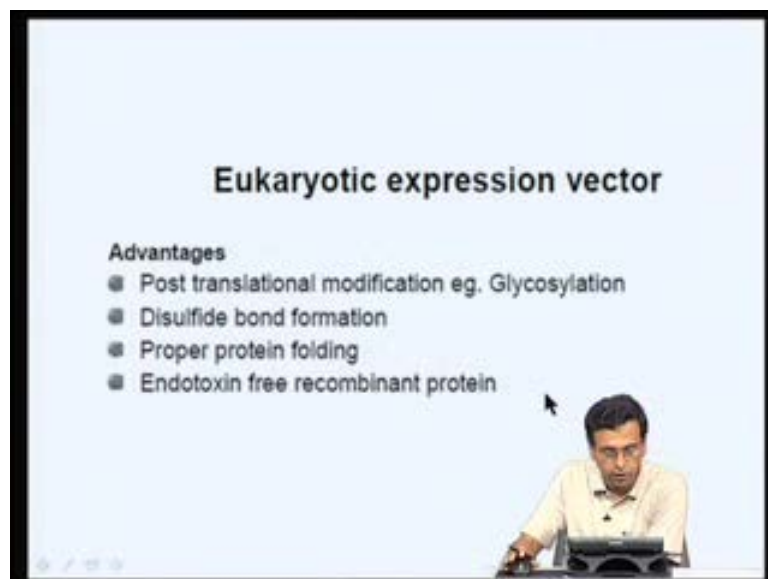 Eukaryotic expression vector
Advantages
Post translational modification eg. Glycosylation
Disulfide bond formation
Proper protein folding
Endotoxin free recombinant protein